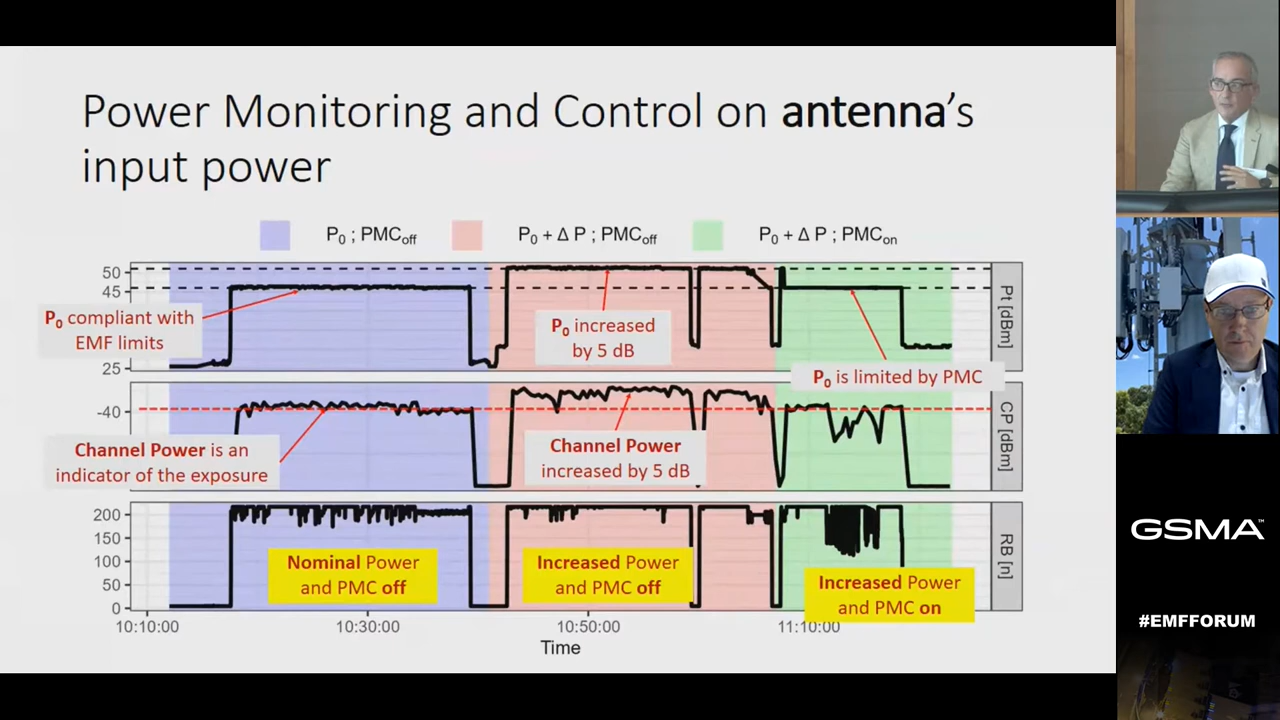 Power Monitoring and Control on antenna's
input power
P0 ; PMCoff
P0 + Δ P ; PMCoff
P0 + Δ P ; PMCon
50
45
25
Pt [dBm]
P0 compliant with
EMF limits
P0 increased
by 5 dB
P0 is limited by PMC
-40
CP [dBm]
Channel Power is an
indicator of the exposure
Channel Power
increased by 5 dB
200
150
100
50
0
RB [n]
Nominal Power
and PMC off
Increased Power
and PMC off
Increased Power
and PMC on
10:10:00
10:30:00
10:50:00
11:10:00
Time
GSMA™
#EMFFORUM